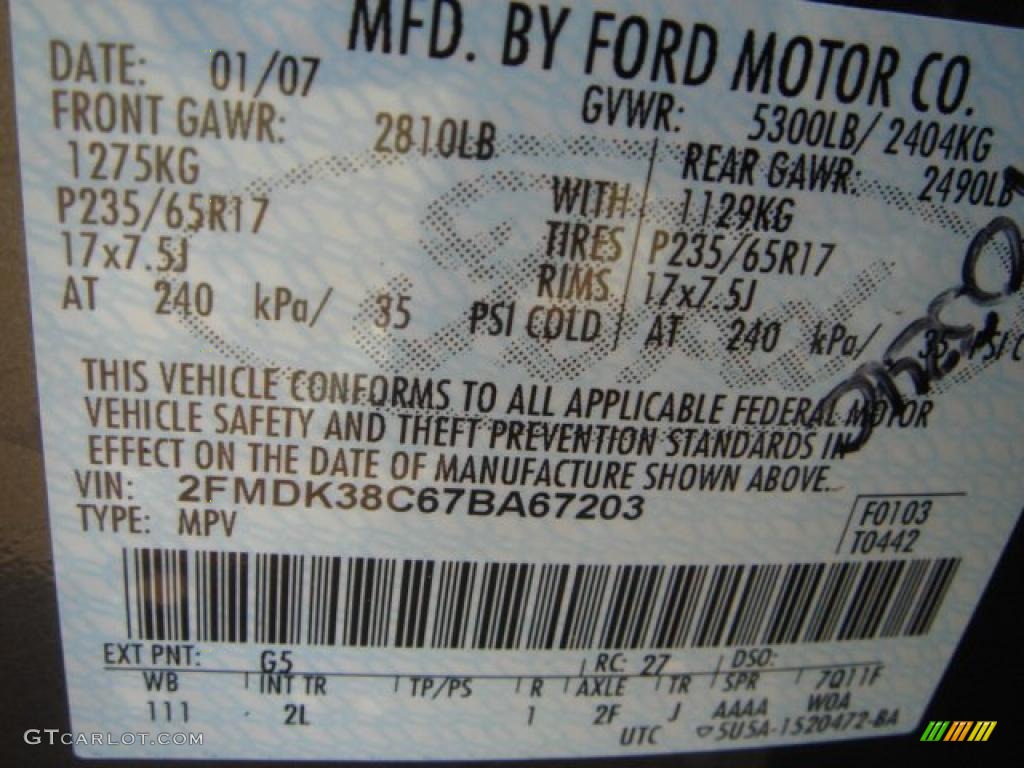 MFD. BY FORD MOTOR CO.
DATE: 01/07 GVWR: 5300LB/ 2404KG
FRONT GAWR: 2810LB REAR GAWR: 2490LB
1275KG WITH 1129KG
P235/65R17 TIRES P235/65R17
17x7.5J RIMS 17x7.5J
AT 240 kPa/ 35 PSI COLD AT 240 kPa/ 35 PSI C
THIS VEHICLE CONFORMS TO ALL APPLICABLE FEDERAL MOTOR
VEHICLE SAFETY AND THEFT PREVENTION STANDARDS IN
EFFECT ON THE DATE OF MANUFACTURE SHOWN ABOVE.
VIN: 2FMDK38C67BA67203
TYPE: MPV
F0103
T0442
EXT PNT: G5 RC: 27 DSO:
WB INT TR TP/PS R AXLE TR SPR 7Q11F
111 2L 1 2F J AAAA WOA
UTC 5U5A-1520472-BA
GTCARLOT.COM